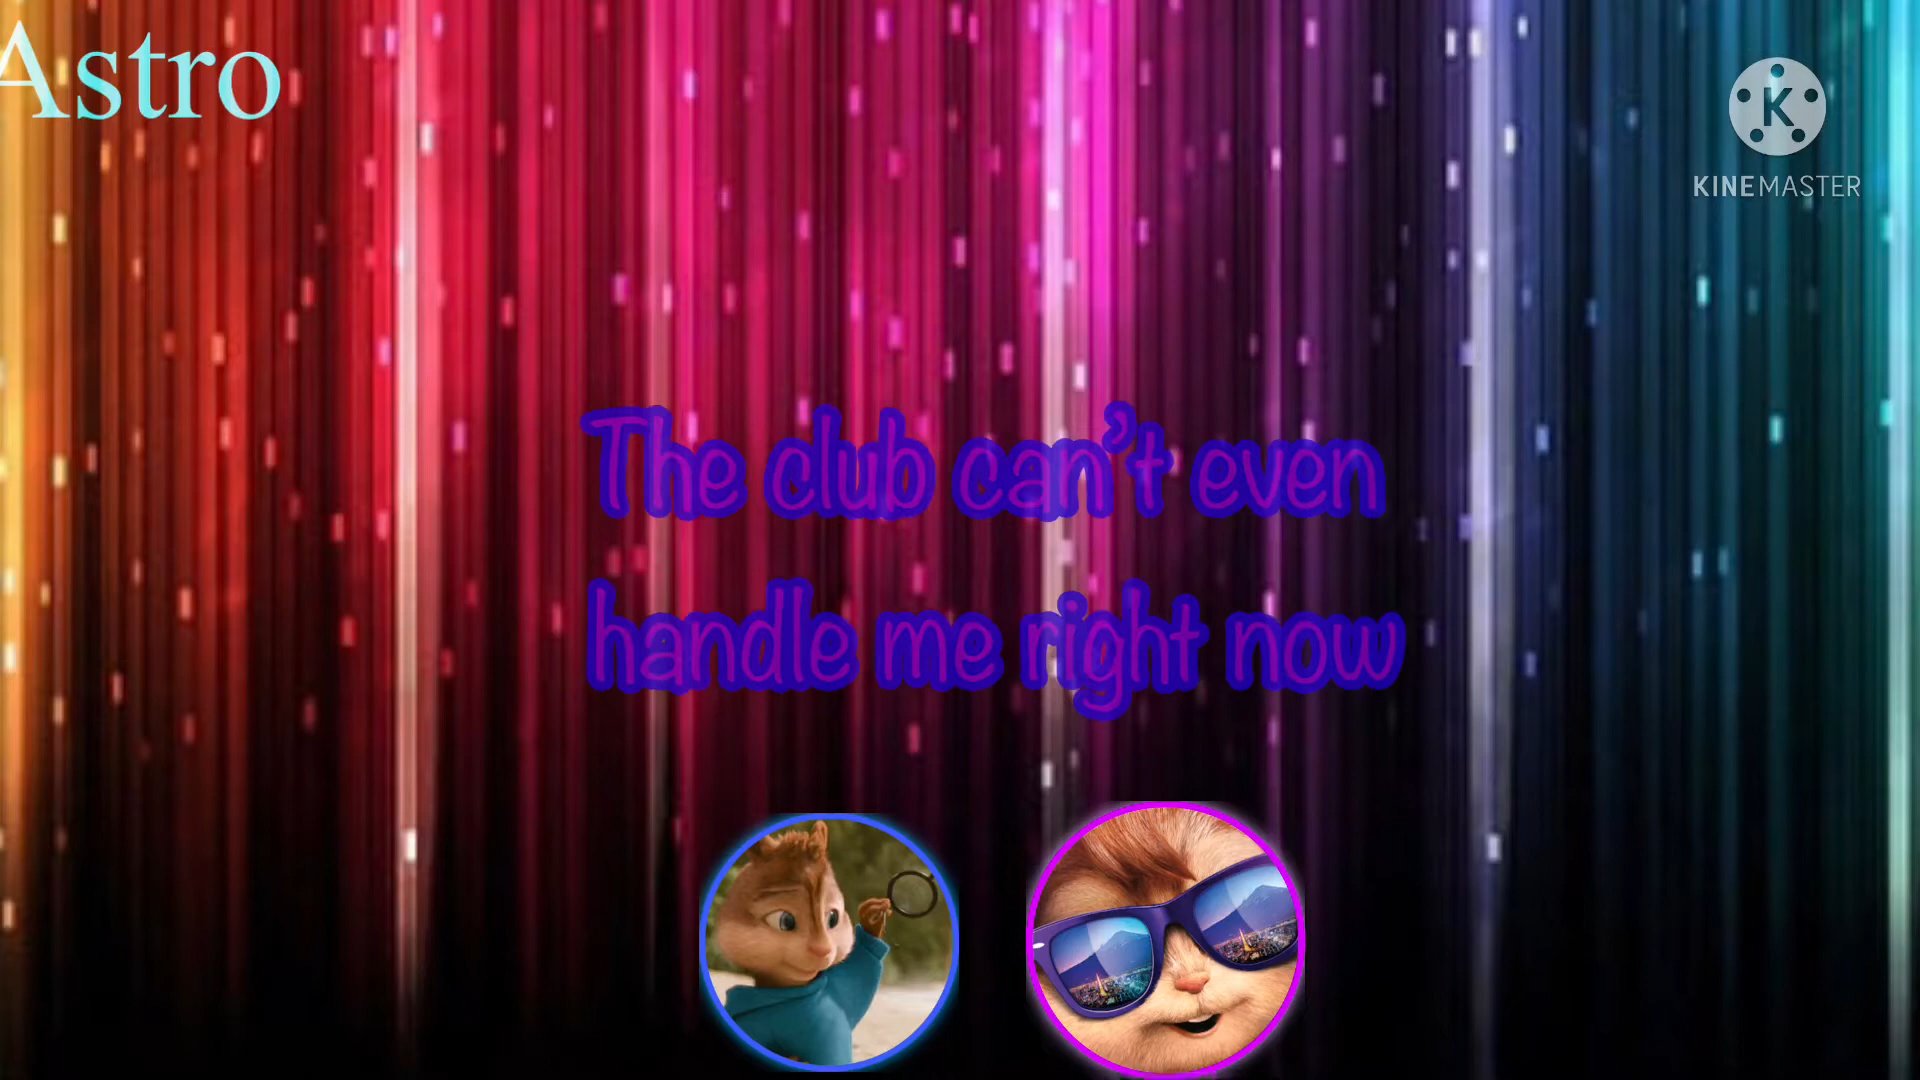 Astro
K
KINEMASTER
The club can't even
handle me right now